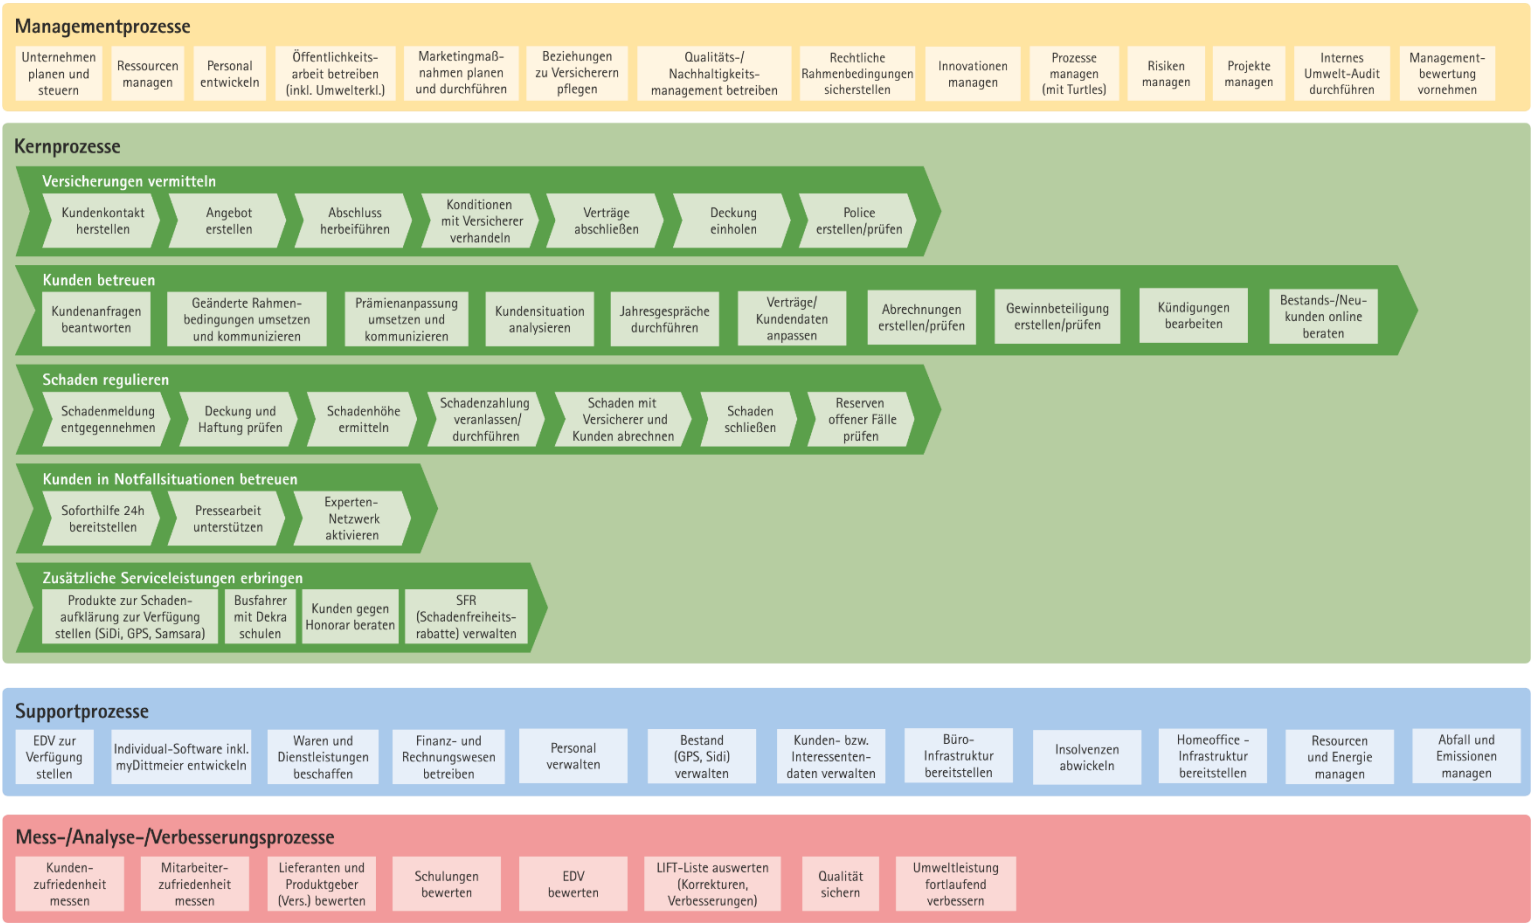 Managementprozesse
Unternehmen
planen und
steuern
Ressourcen
managen
Personal
entwickeln
Öffentlichkeits-
arbeit betreiben
(inkl. Umwelterkl.)
Marketingmaß-
nahmen planen
und durchführen
Beziehungen
zu Versicherern
pflegen
Qualitäts-/
Nachhaltigkeits-
management betreiben
Rechtliche
Rahmenbedingungen
sicherstellen
Innovationen
managen
Prozesse
managen
(mit Turtles)
Risiken
managen
Projekte
managen
Internes
Umwelt-Audit
durchführen
Management-
bewertung
vornehmen
Kernprozesse
Versicherungen vermitteln
Kundenkontakt
herstellen
Angebot
erstellen
Abschluss
herbeiführen
Konditionen
mit Versicherer
verhandeln
Verträge
abschließen
Deckung
einholen
Police
erstellen/prüfen
Kunden betreuen
Kundenanfragen
beantworten
Geänderte Rahmen-
bedingungen umsetzen
und kommunizieren
Prämienanpassung
umsetzen und
kommunizieren
Kundensituation
analysieren
Jahresgespräche
durchführen
Verträge/
Kundendaten
anpassen
Abrechnungen
erstellen/prüfen
Gewinnbeteiligung
erstellen/prüfen
Kündigungen
bearbeiten
Bestands-/Neu-
kunden online
beraten
Schaden regulieren
Schadenmeldung
entgegennehmen
Deckung und
Haftung prüfen
Schadenhöhe
ermitteln
Schadenzahlung
veranlassen/
durchführen
Schaden mit
Versicherer und
Kunden abrechnen
Schaden
schließen
Reserven
offener Fälle
prüfen
Kunden in Notfallsituationen betreuen
Soforthilfe 24h
bereitstellen
Pressearbeit
unterstützen
Experten-
Netzwerk
aktivieren
Zusätzliche Serviceleistungen erbringen
Produkte zur Schaden-
aufklärung zur Verfügung
stellen (SiDi, GPS, Samsara)
Busfahrer
mit Dekra
schulen
Kunden gegen
Honorar beraten
SFR
(Schadenfreiheits-
rabatte) verwalten
Supportprozesse
EDV zur
Verfügung
stellen
Individual-Software inkl.
myDittmeier entwickeln
Waren und
Dienstleistungen
beschaffen
Finanz- und
Rechnungswesen
betreiben
Personal
verwalten
Bestand
(GPS, Sidi)
verwalten
Kunden- bzw.
Interessenten-
daten verwalten
Büro-
Infrastruktur
bereitstellen
Insolvenzen
abwickeln
Homeoffice -
Infrastruktur
bereitstellen
Resourcen
und Energie
managen
Abfall und
Emissionen
managen
Mess-/Analyse-/Verbesserungsprozesse
Kunden-
zufriedenheit
messen
Mitarbeiter-
zufriedenheit
messen
Lieferanten und
Produktgeber
(Vers.) bewerten
Schulungen
bewerten
EDV
bewerten
LIFT-Liste auswerten
(Korrekturen,
Verbesserungen)
Qualität
sichern
Umweltleistung
fortlaufend
verbessern